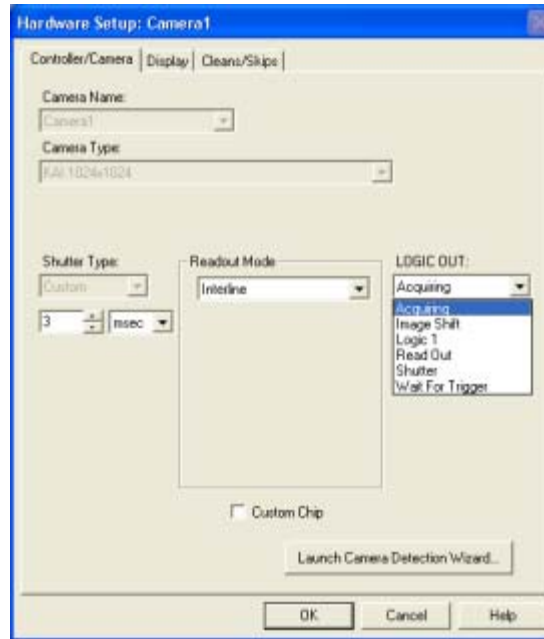 Hardware Setup: Camera1
Controller/Camera Display Cleans/Skips
Camera Name:
Camera1
Camera Type:
KAI 1024x1024
Shutter Type: Readout Mode LOGIC OUT:
Custom Interline Acquiring
3 msec
Acquiring
Image Shift
Logic 1
Read Out
Shutter
Wait For Trigger
Custom Chip
Launch Camera Detection Wizard...
OK Cancel Help